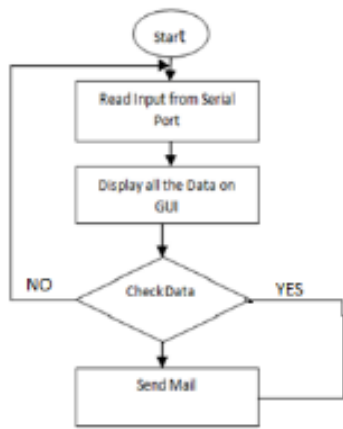 Start
Read Input from Serial
Port
Display all the Data on
GUI
Check Data
NO
YES
Send Mail